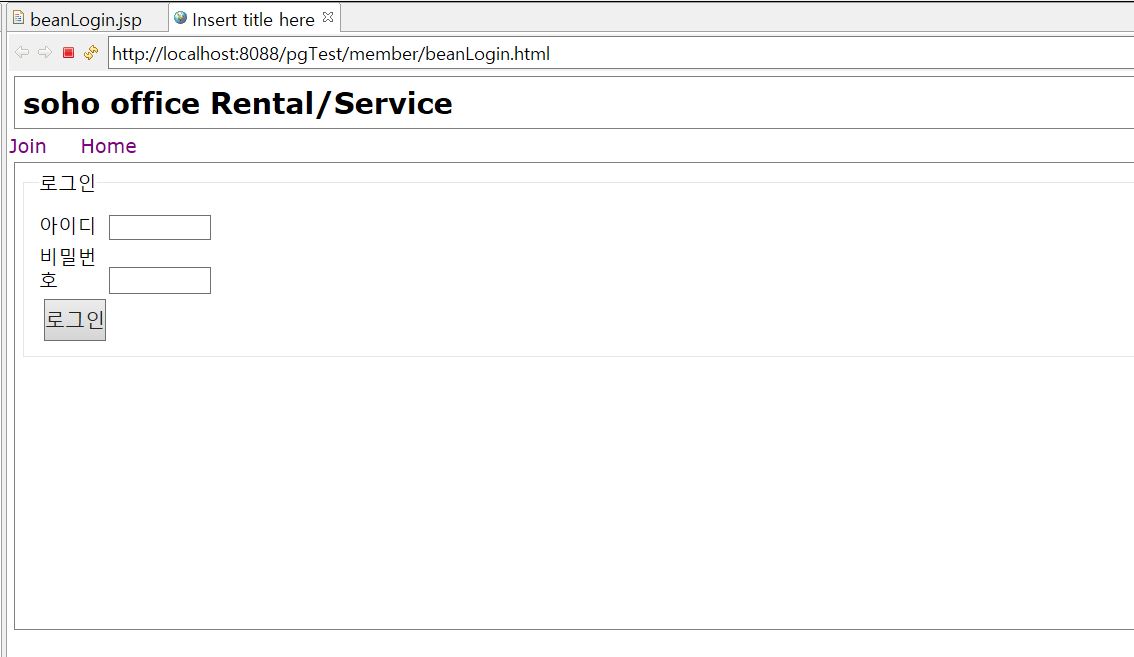 beanLogin.jsp
Insert title here
http://localhost:8088/pgTest/member/beanLogin.html
soho office Rental/Service
Join Home
로그인
아이디
비밀번
호
로그인